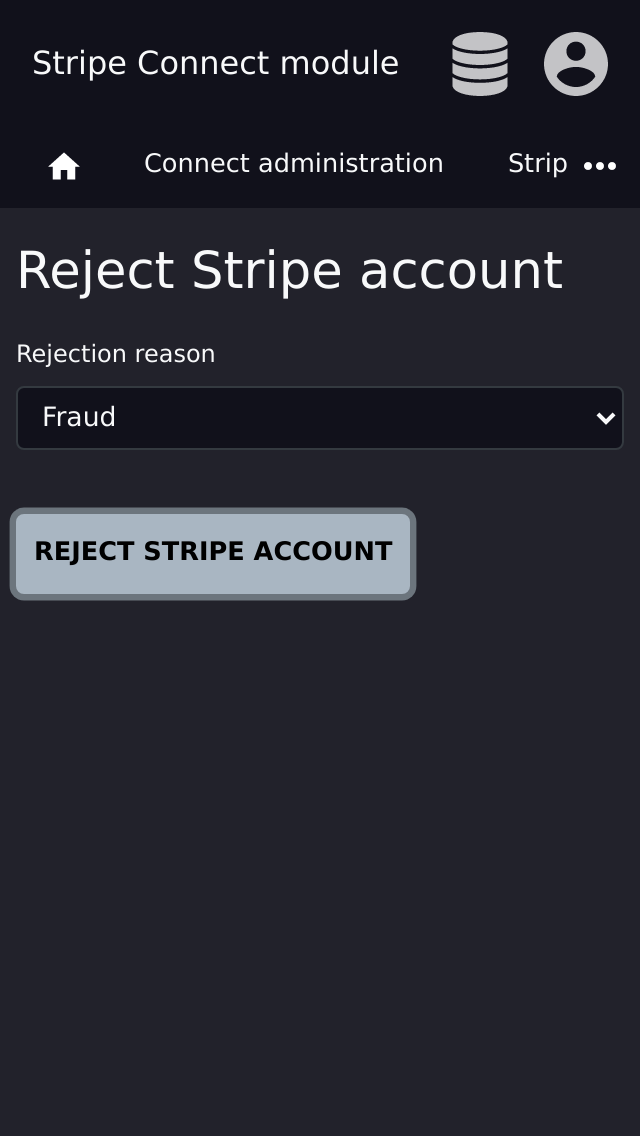 Stripe Connect module
Connect administration
Strip
Reject Stripe account
Rejection reason
Fraud
REJECT STRIPE ACCOUNT